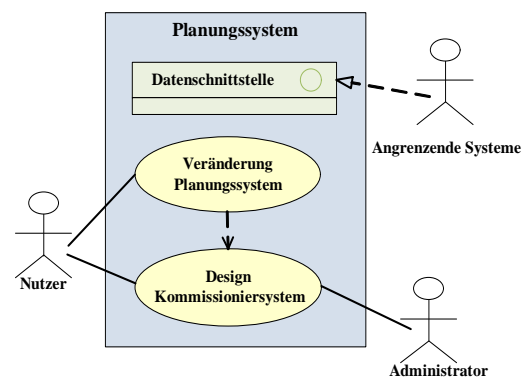 Planungssystem
Datenschnittstelle
Angrenzende Systeme
Veränderung
Planungssystem
Nutzer
Design
Kommissioniersystem
Administrator